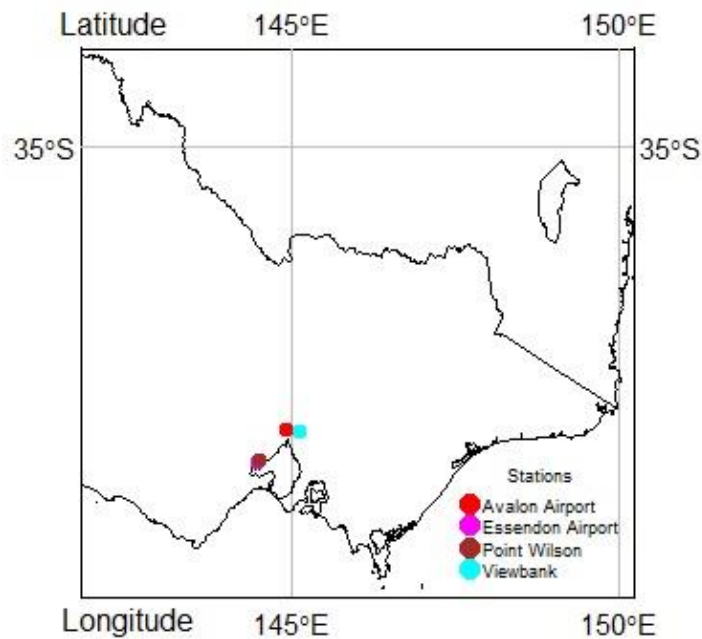 Latitude 145°E 150°E
35°S 35°S
Stations
Avalon Airport
Essendon Airport
Point Wilson
Viewbank
Longitude 145°E 150°E